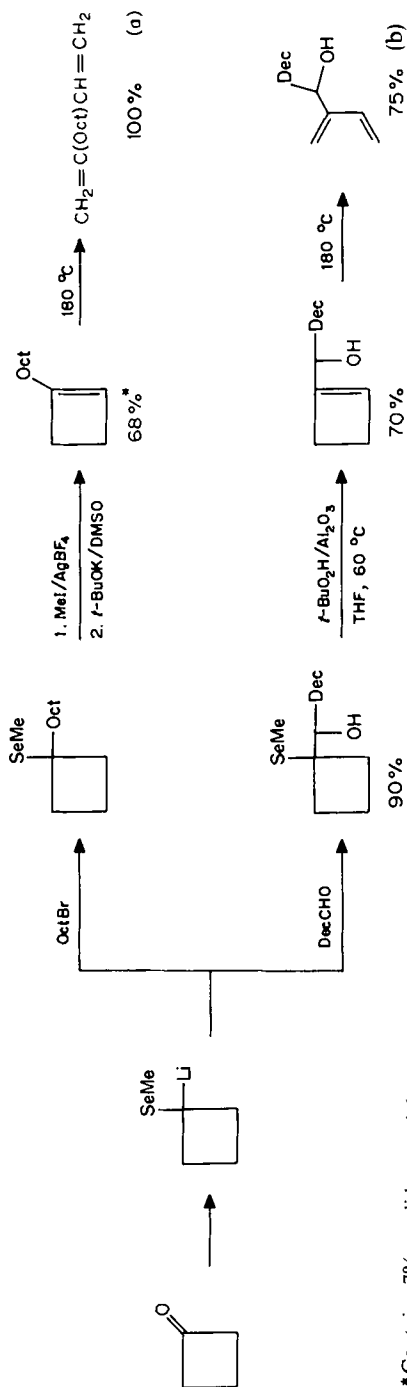 O
SeMe
Li
OctBr
DecCHO
SeMe
Oct
SeMe
Dec
OH
90%
1. MeI/AgBF₄
2. t-BuOK/DMSO
t-BuO₂H/Al₂O₃
THF, 60 °C
Oct
68%*
Dec
OH
70%
180 °C
180 °C
CH₂=C(Oct)CH=CH₂
100% (a)
Dec
OH
75% (b)